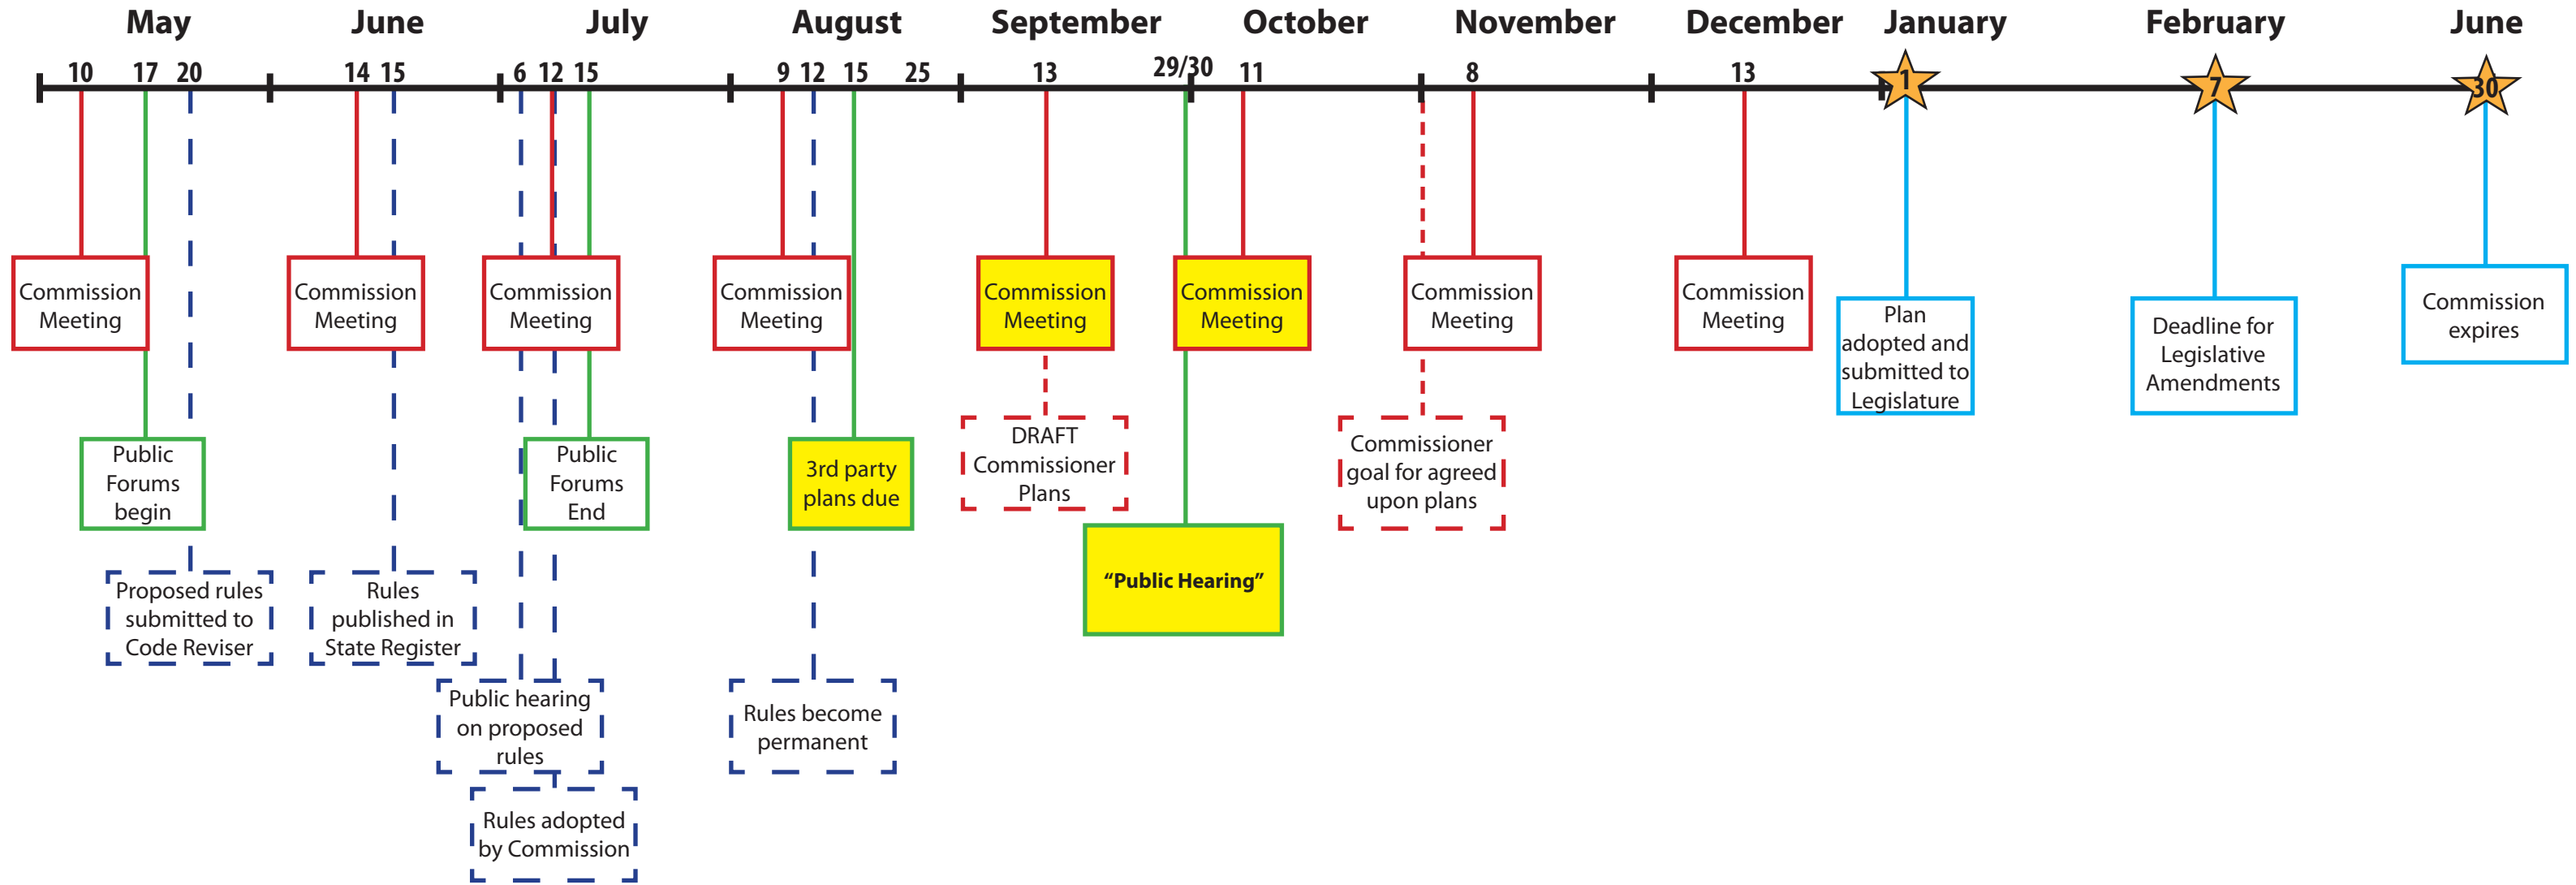 May June July August September October November December January February June
10 17 20 14 15 6 12 15 9 12 15 25 13 29/30 11 8 13 1 7 30
Commission
Meeting
Commission
Meeting
Commission
Meeting
Commission
Meeting
Commission
Meeting
Commission
Meeting
Commission
Meeting
Commission
Meeting
Plan
adopted and
submitted to
Legislature
Deadline for
Legislative
Amendments
Commission
expires
Public
Forums
begin
Public
Forums
End
3rd party
plans due
DRAFT
Commissioner
Plans
Commissioner
goal for agreed
upon plans
“Public Hearing”
Proposed rules
submitted to
Code Reviser
Rules
published in
State Register
Public hearing
on proposed
rules
Rules become
permanent
Rules adopted
by Commission